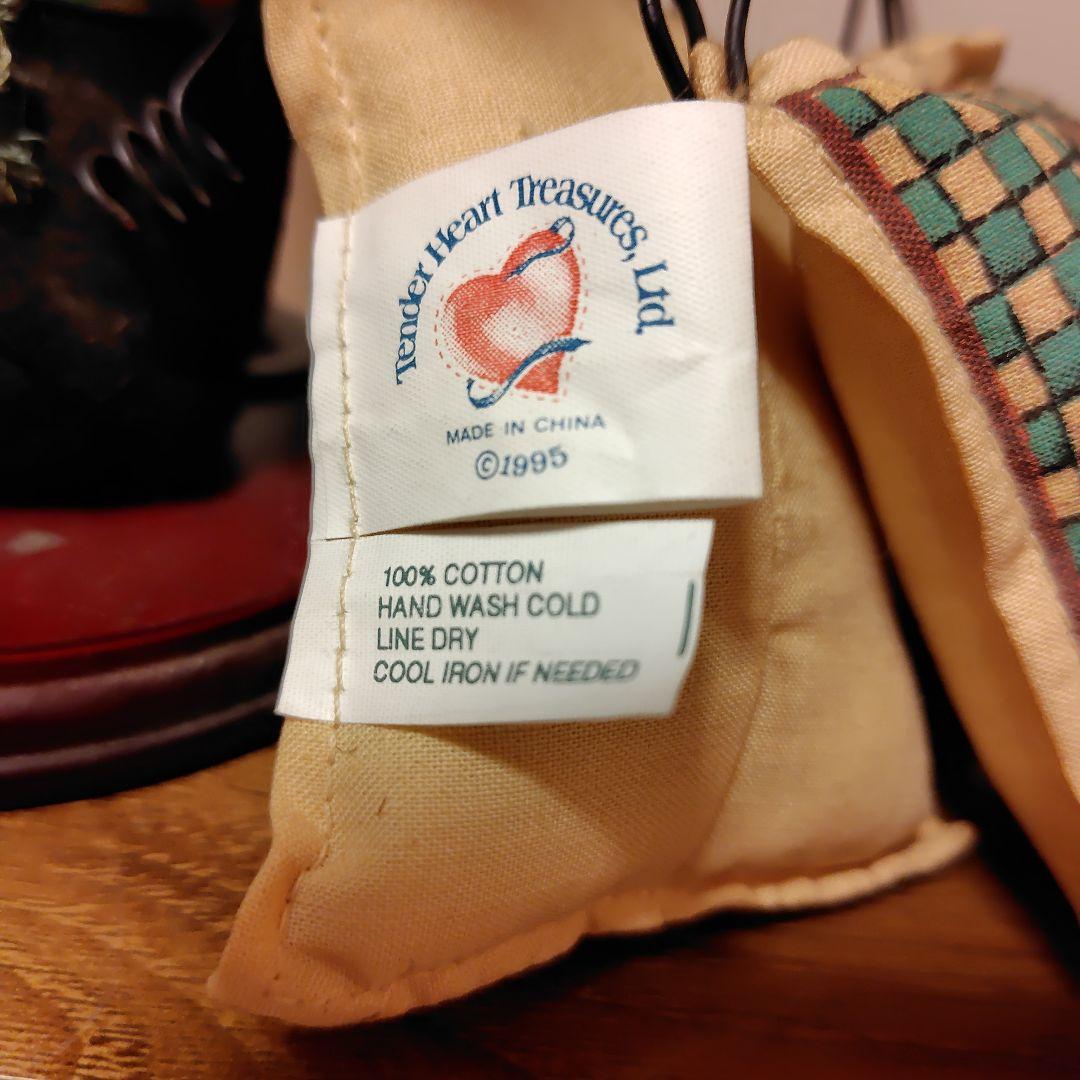 Tender Heart Treasures, Ltd.
MADE IN CHINA
©1995
100% COTTON
HAND WASH COLD
LINE DRY
COOL IRON IF NEEDED